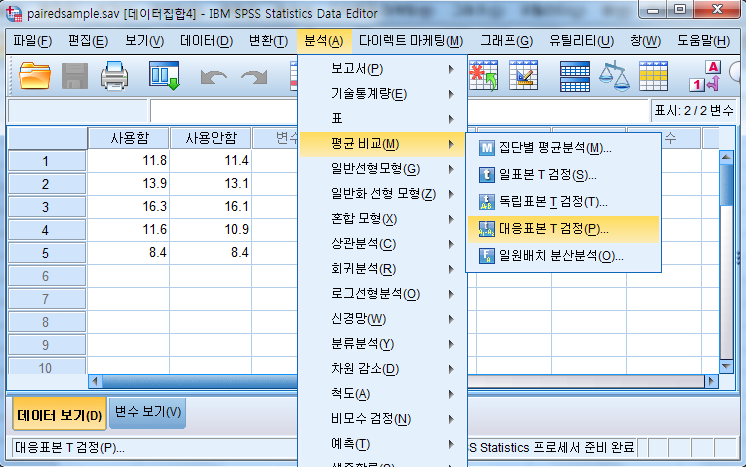 pairedsample.sav [데이터집합4] - IBM SPSS Statistics Data Editor
파일(F) 편집(E) 보기(V) 데이터(D) 변환(T) 분석(A) 다이렉트 마케팅(M) 그래프(G) 유틸리티(U) 창(W) 도움말(H)
표시: 2 / 2 변수
사용함 사용안함 변수 수
1 11.8 11.4
2 13.9 13.1
3 16.3 16.1
4 11.6 10.9
5 8.4 8.4
6
7
8
9
10
보고서(P)
기술통계량(E)
표
평균 비교(M)
일반선형모형(G)
일반화 선형 모형(Z)
혼합 모형(X)
상관분석(C)
회귀분석(R)
로그선형분석(O)
신경망(W)
분류분석(Y)
차원 감소(D)
척도(A)
비모수 검정(N)
예측(T)
집단별 평균분석(M)...
일표본 T 검정(S)...
독립표본 T 검정(T)...
대응표본 T 검정(P)...
일원배치 분산분석(O)...
데이터 보기(D) 변수 보기(V)
대응표본 T 검정(P)...
S Statistics 프로세서 준비 완료